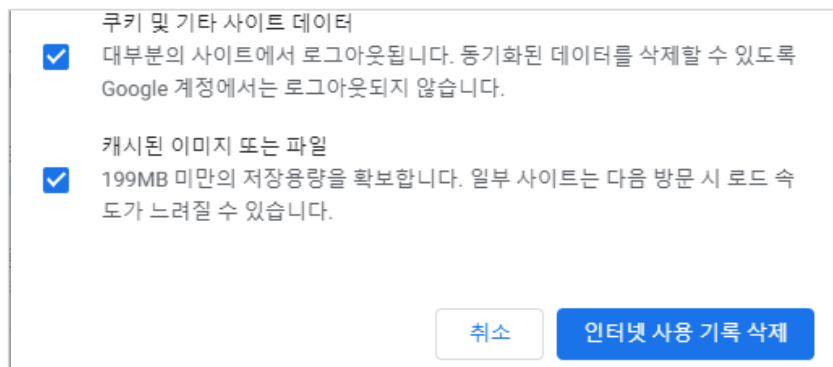 쿠키 및 기타 사이트 데이터
대부분의 사이트에서 로그아웃됩니다. 동기화된 데이터를 삭제할 수 있도록
Google 계정에서는 로그아웃되지 않습니다.
캐시된 이미지 또는 파일
199MB 미만의 저장용량을 확보합니다. 일부 사이트는 다음 방문 시 로드 속
도가 느려질 수 있습니다.
취소
인터넷 사용 기록 삭제